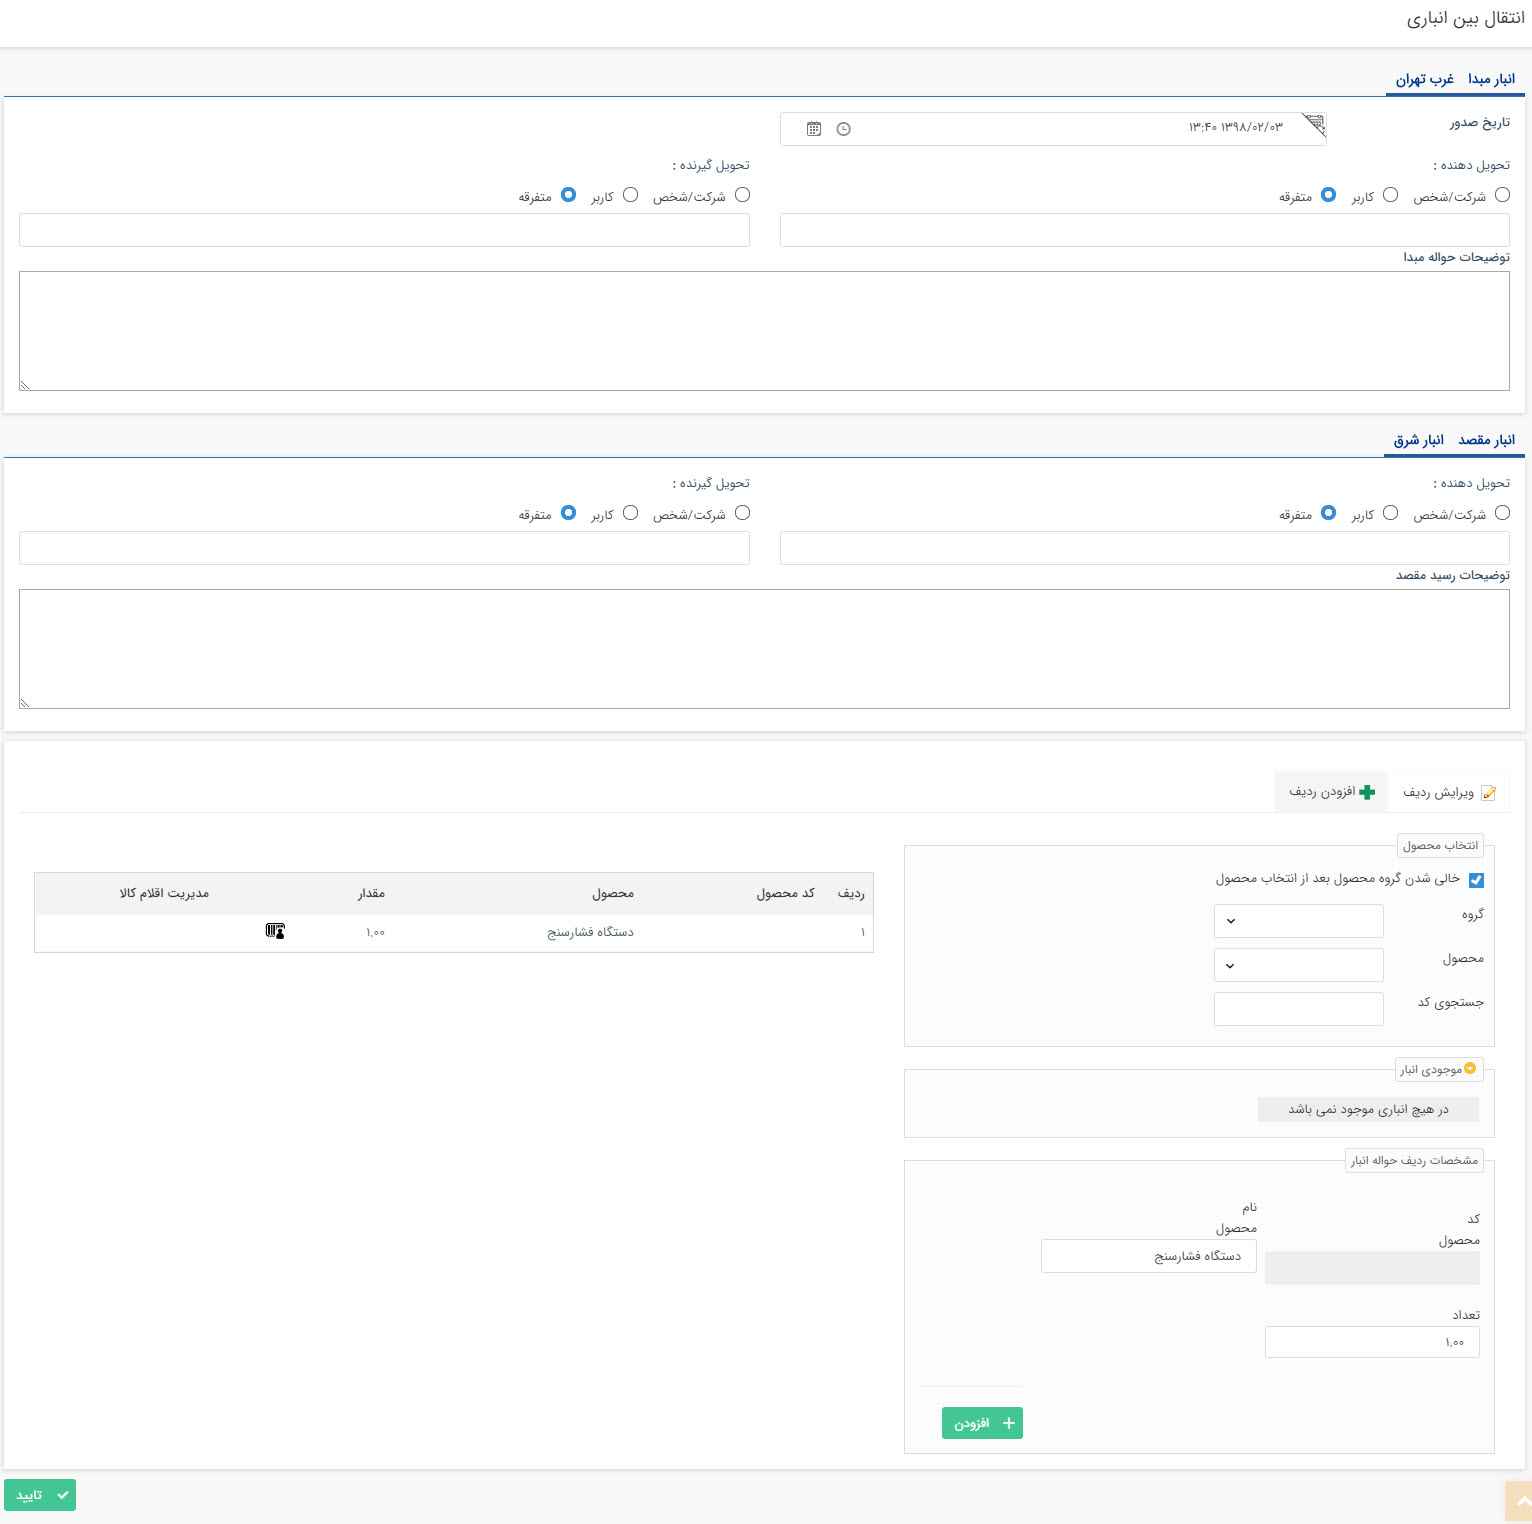 انتقال بین انباری
انبار مبدا غرب تهران
تاریخ صدور
۱۳۹۸/۰۲/۰۳ ۱۳:۴۰
تحویل دهنده :
شرکت/شخص کاربر متفرقه
تحویل گیرنده :
شرکت/شخص کاربر متفرقه
توضیحات حواله مبدا
انبار مقصد انبار شرق
تحویل دهنده :
شرکت/شخص کاربر متفرقه
تحویل گیرنده :
شرکت/شخص کاربر متفرقه
توضیحات رسید مقصد
ویرایش ردیف افزودن ردیف
انتخاب محصول
خالی شدن گروه محصول بعد از انتخاب محصول
گروه
محصول
جستجوی کد
موجودی انبار
در هیچ انباری موجود نمی باشد
مشخصات ردیف حواله انبار
کد
محصول
نام
محصول
دستگاه فشارسنج
تعداد
۱,۰۰
افزودن
ردیف کد محصول محصول مقدار مدیریت اقلام کالا
۱ دستگاه فشارسنج ۱,۰۰
تایید